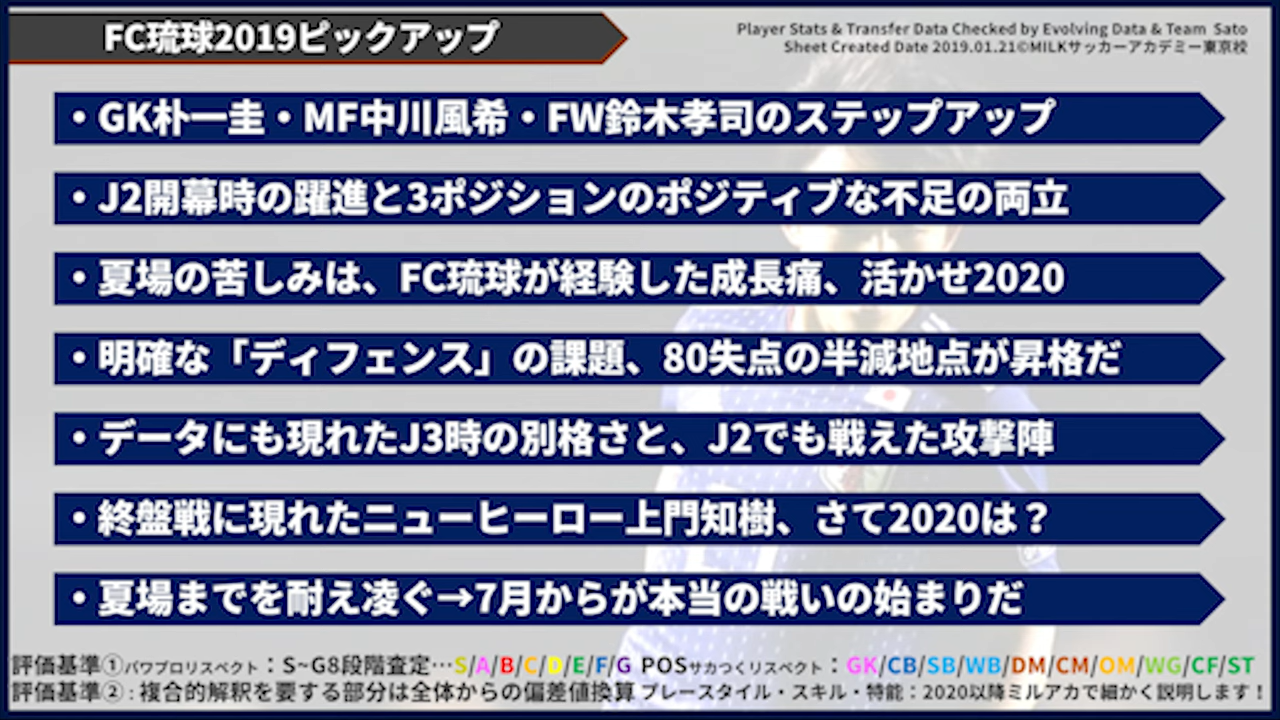 FC琉球2019ピックアップ
Player Stats & Transfer Data Checked by Evolving Data & Team Sato
Sheet Created Date 2019.01.21©MILKサッカーアカデミー東京校
・GK朴一圭・MF中川風希・FW鈴木孝司のステップアップ
・J2開幕時の躍進と3ポジションのポジティブな不足の両立
・夏場の苦しみは、FC琉球が経験した成長痛、活かせ2020
・明確な「ディフェンス」の課題、80失点の半減地点が昇格だ
・データにも現れたJ3時の別格さと、J2でも戦えた攻撃陣
・終盤戦に現れたニューヒーロー上門知樹、さて2020は？
・夏場までを耐え凌ぐ→7月からが本当の戦いの始まりだ
評価基準①パワプロリスペクト：S~G8段階査定…S/A/B/C/D/E/F/G POSサカつくリスペクト：GK/CB/SB/WB/DM/CM/OM/WG/CF/ST
評価基準②：複合的解釈を要する部分は全体からの偏差値換算 プレースタイル・スキル・特能：2020以降ミルアカで細かく説明します！